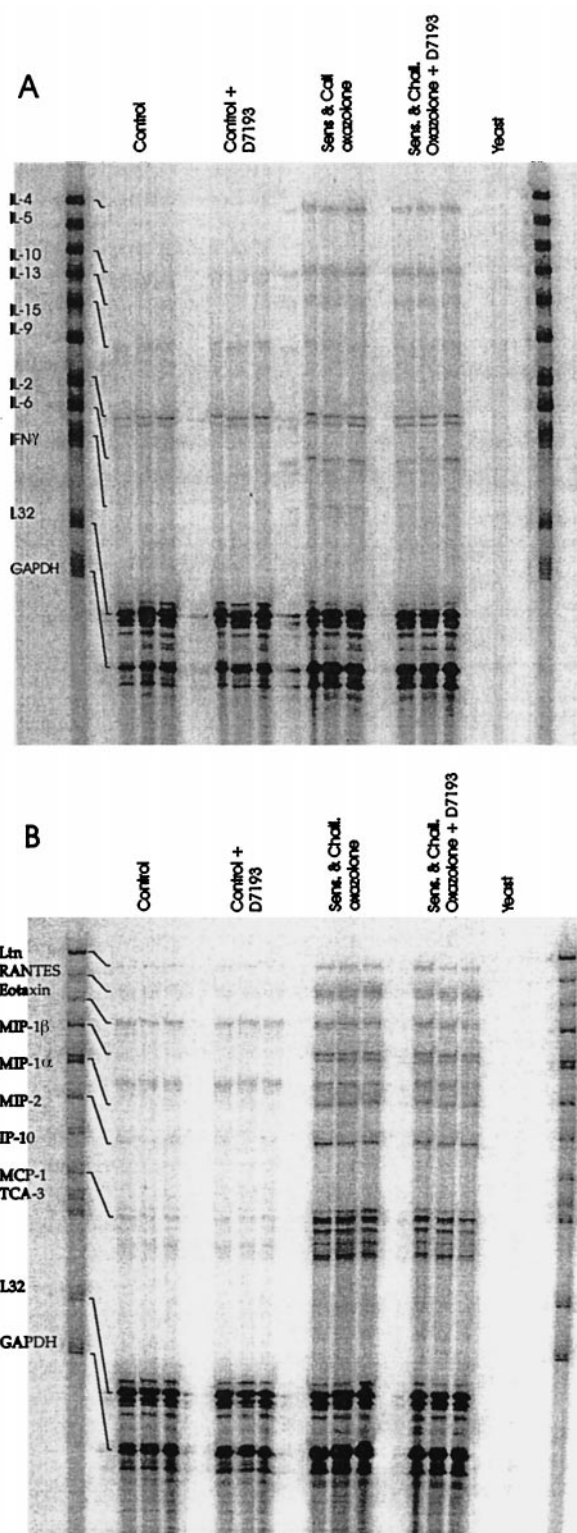 A
Control
Control +
D7193
Sens & Call
oxazolone
Sens. & Chall.
Oxazolone + D7193
Yeast
IL-4
IL-5
IL-10
IL-13
IL-15
IL-9
IL-2
IL-6
IFNγ
L32
GAPDH
B
Control
Control +
D7193
Sens. & Chall.
oxazolone
Sens. & Chall.
Oxazolone + D7193
Yeast
Ltn
RANTES
Eotaxin
MIP-1β
MIP-1α
MIP-2
IP-10
MCP-1
TCA-3
L32
GAPDH